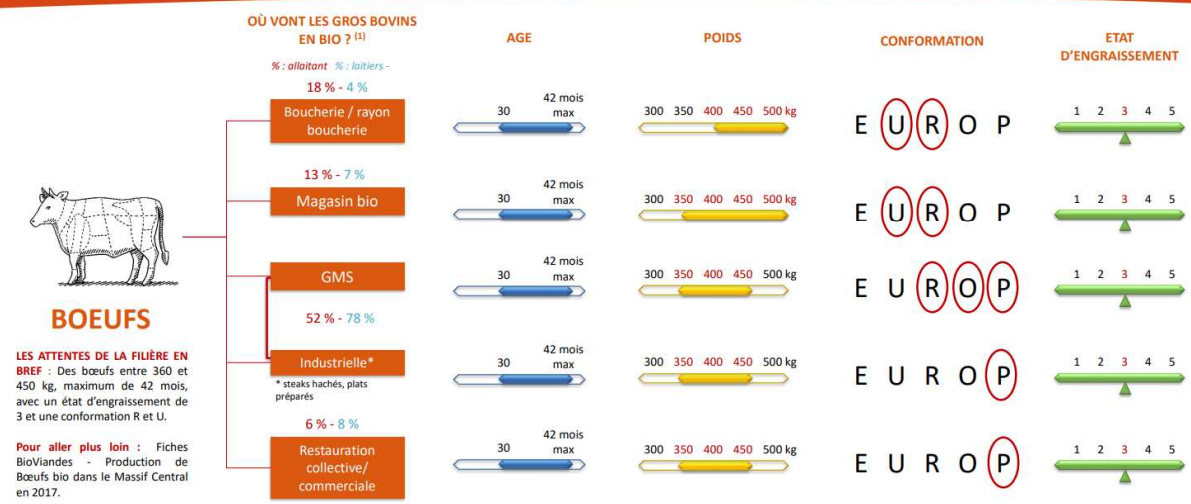 OÙ VONT LES GROS BOVINS
EN BIO ? (1)
AGE
POIDS
CONFORMATION
ETAT
D'ENGRAISSEMENT
% : allaitant % : laitiers -
18 % - 4 %
Boucherie / rayon
boucherie
30
42 mois
max
300 350 400 450 500 kg
E U R O P
1 2 3 4 5
13 % - 7 %
Magasin bio
30
42 mois
max
300 350 400 450 500 kg
E U R O P
1 2 3 4 5
GMS
30
42 mois
max
300 350 400 450 500 kg
E U R O P
1 2 3 4 5
52 % - 78 %
Industrielle*
* steaks hachés, plats
préparés
30
42 mois
max
300 350 400 450 500 kg
E U R O P
1 2 3 4 5
6 % - 8 %
Restauration
collective/
commerciale
30
42 mois
max
300 350 400 450 500 kg
E U R O P
1 2 3 4 5
BOEUFS
LES ATTENTES DE LA FILIÈRE EN
BREF : Des bœufs entre 360 et
450 kg, maximum de 42 mois,
avec un état d'engraissement de
3 et une conformation R et U.
Pour aller plus loin : Fiches
BioViandes - Production de
Bœufs bio dans le Massif Central
en 2017.